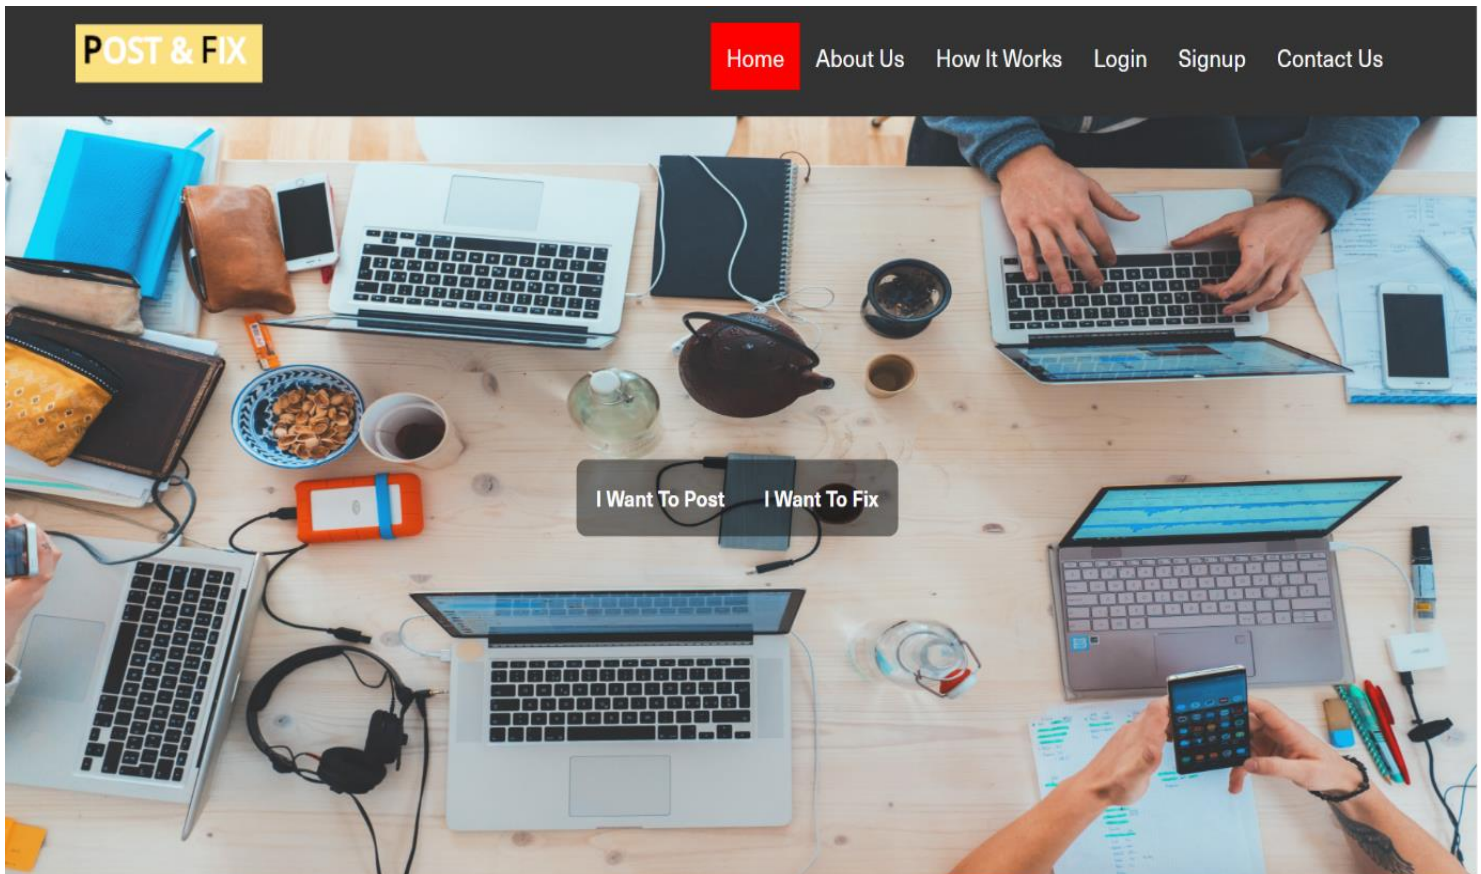 POST & FIX
Home About Us How It Works Login Signup Contact Us
I Want To Post I Want To Fix